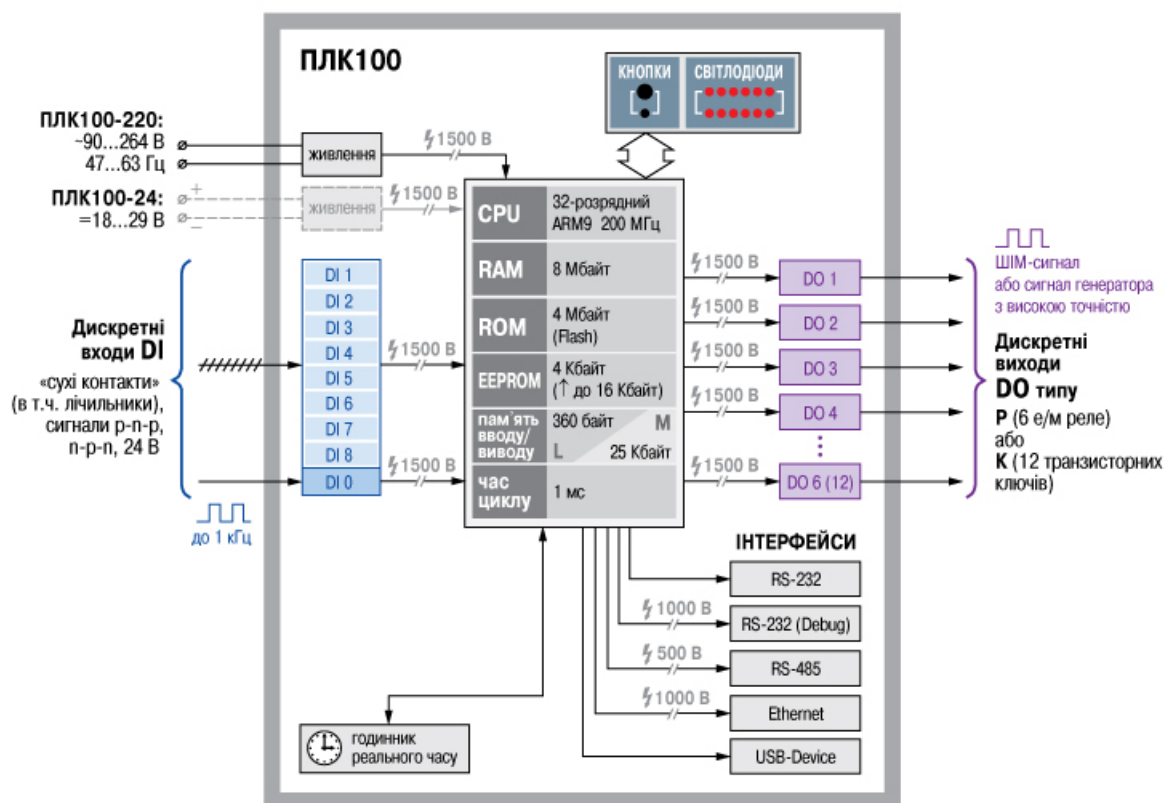 ПЛК100
КНОПКИ
СВІТЛОДІОДИ
ПЛК100-220:
~90...264 В
47...63 Гц
живлення
1500 В
ПЛК100-24:
=18...29 В
+
–
живлення
1500 В
CPU
32-розрядний
ARM9 200 МГц
RAM
8 Мбайт
ROM
4 Мбайт
(Flash)
EEPROM
4 Кбайт
(↑ до 16 Кбайт)
пам'ять
вводу/
виводу
360 байт
M
L
25 Кбайт
час
циклу
1 мс
Дискретні
входи DI
«сухі контакти»
(в т.ч. лічильники),
сигнали p-n-p,
n-p-n, 24 В
DI 1
DI 2
DI 3
DI 4
DI 5
DI 6
DI 7
DI 8
DI 0
1500 В
1500 В
до 1 кГц
1500 В
DO 1
1500 В
DO 2
1500 В
DO 3
1500 В
DO 4
1500 В
DO 6 (12)
ШІМ-сигнал
або сигнал генератора
з високою точністю
Дискретні
виходи
DO типу
Р (6 е/м реле)
або
К (12 транзисторних
ключів)
ІНТЕРФЕЙСИ
RS-232
1000 В
RS-232 (Debug)
500 В
RS-485
1000 В
Ethernet
USB-Device
годинник
реального часу